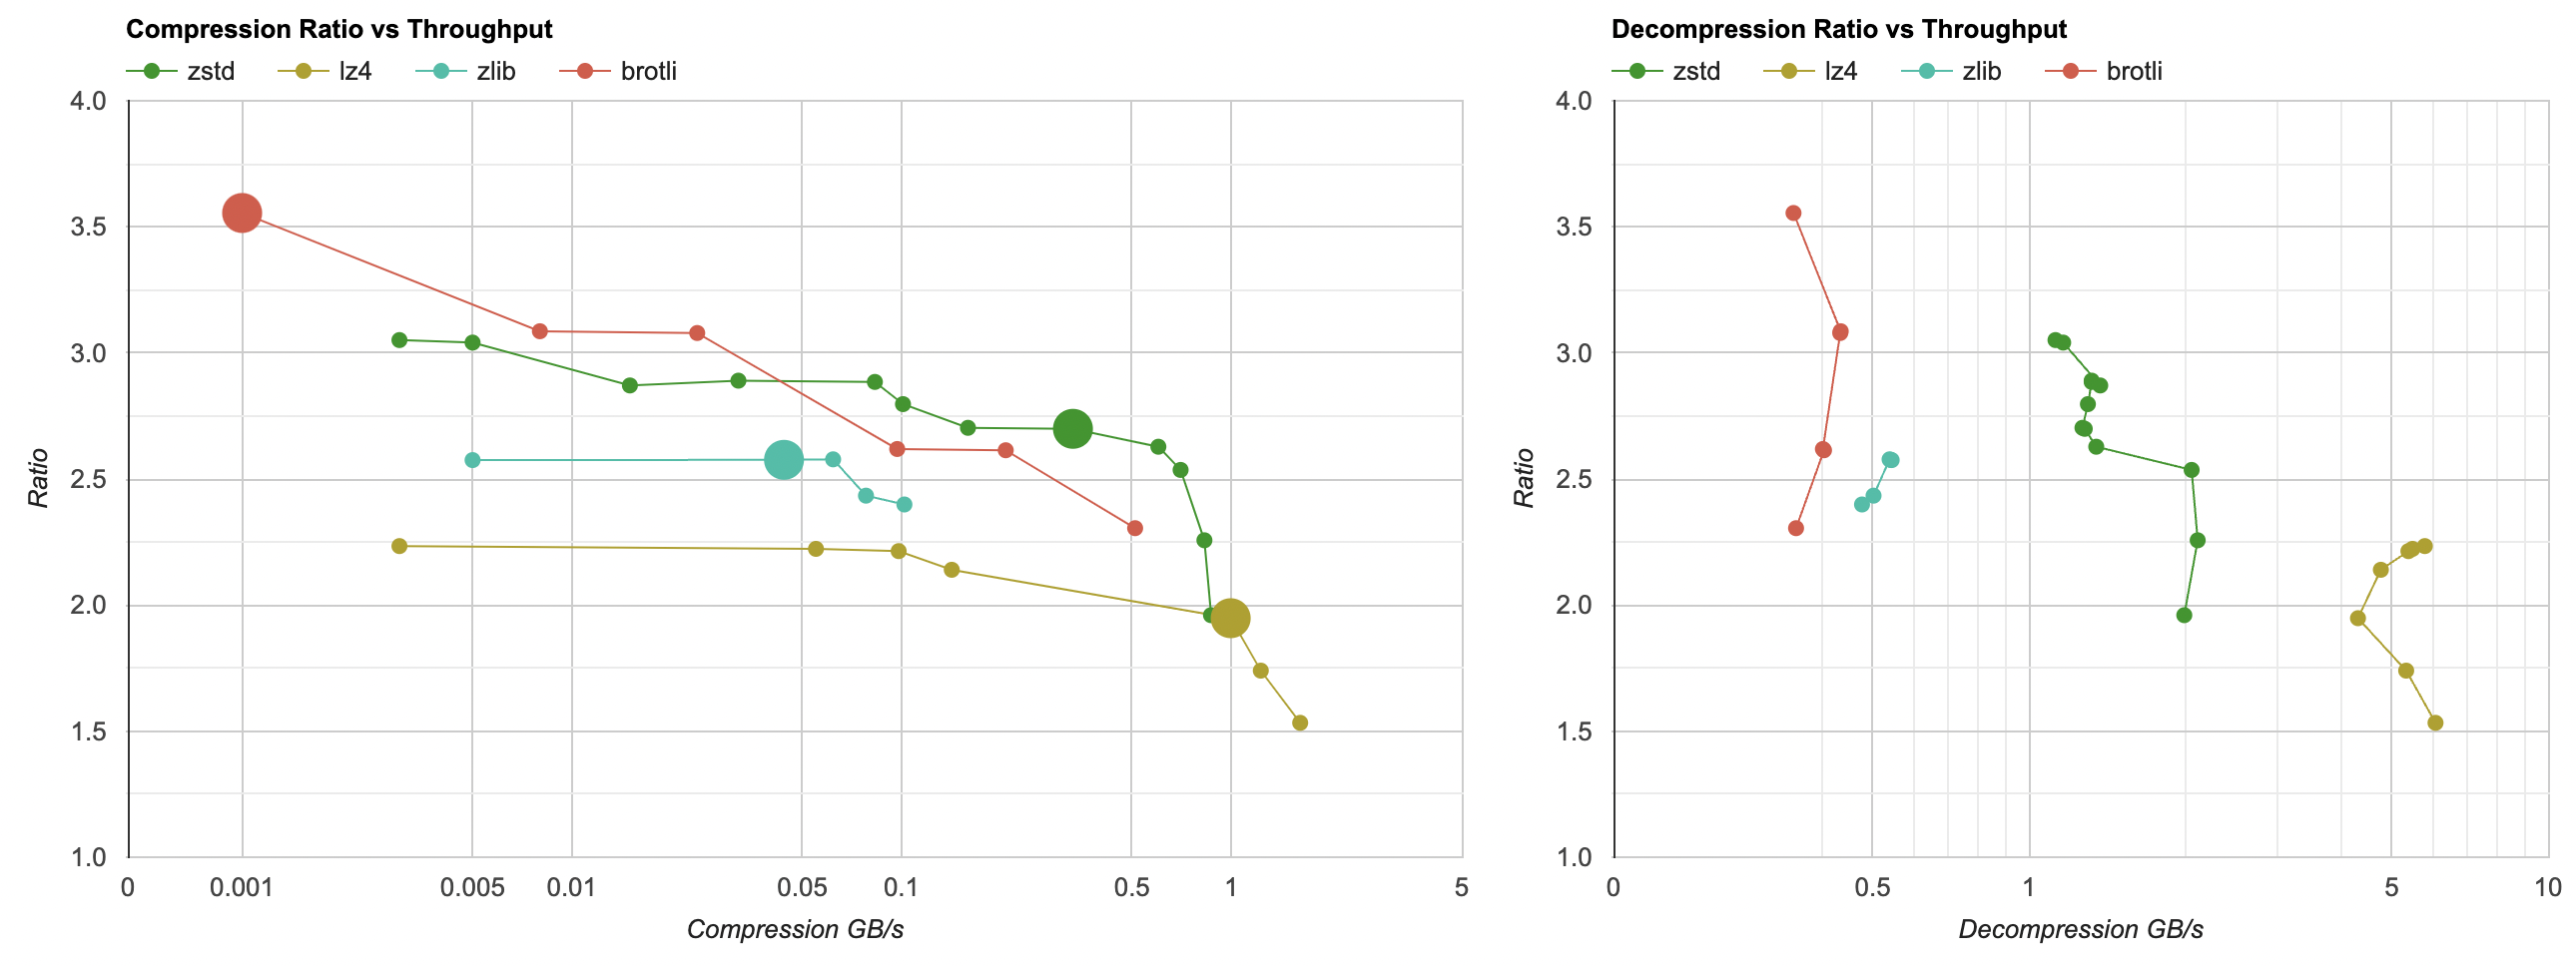 Compression Ratio vs Throughput
zstd lz4 zlib brotli
4.0
3.5
3.0
2.5
2.0
1.5
1.0
Ratio
0 0.001 0.005 0.01 0.05 0.1 0.5 1 5
Compression GB/s
Decompression Ratio vs Throughput
zstd lz4 zlib brotli
4.0
3.5
3.0
2.5
2.0
1.5
1.0
Ratio
0 0.5 1 5 10
Decompression GB/s